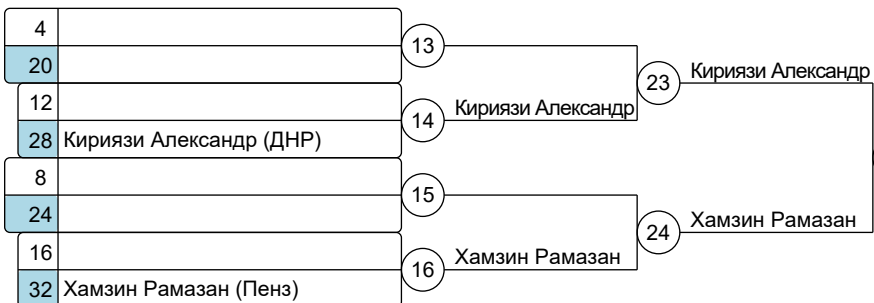 4
13
20
23 Кириязи Александр
12
14 Кириязи Александр
28 Кириязи Александр (ДНР)
8
15
24
24 Хамзин Рамазан
16
16 Хамзин Рамазан
32 Хамзин Рамазан (Пенз)